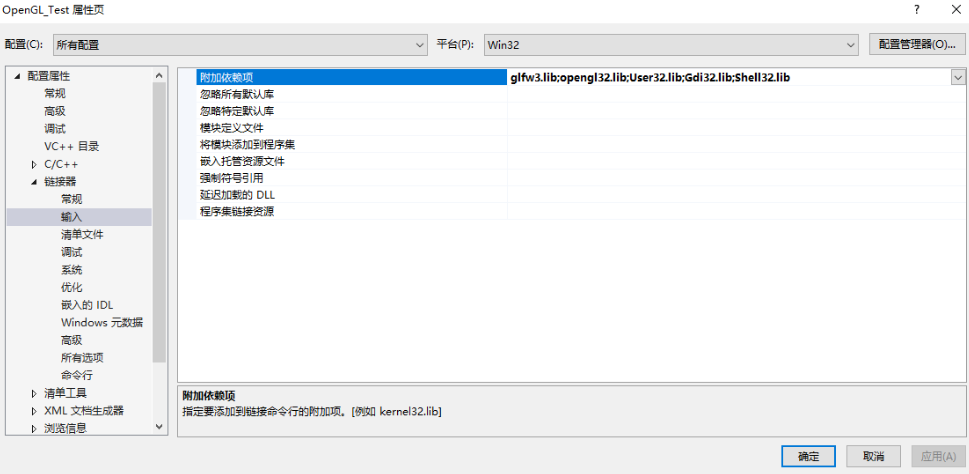 OpenGL_Test 属性页 ? ×
配置(C): 所有配置 平台(P): Win32 配置管理器(O)...
配置属性
常规
高级
调试
VC++ 目录
C/C++
链接器
常规
输入
清单文件
调试
系统
优化
嵌入的 IDL
Windows 元数据
高级
所有选项
命令行
清单工具
XML 文档生成器
浏览信息
附加依赖项 glfw3.lib;opengl32.lib;User32.lib;Gdi32.lib;Shell32.lib
忽略所有默认库
忽略特定默认库
模块定义文件
将模块添加到程序集
嵌入托管资源文件
强制符号引用
延迟加载的 DLL
程序集链接资源
附加依赖项
指定要添加到链接命令行的附加项。[例如 kernel32.lib]
确定 取消 应用(A)